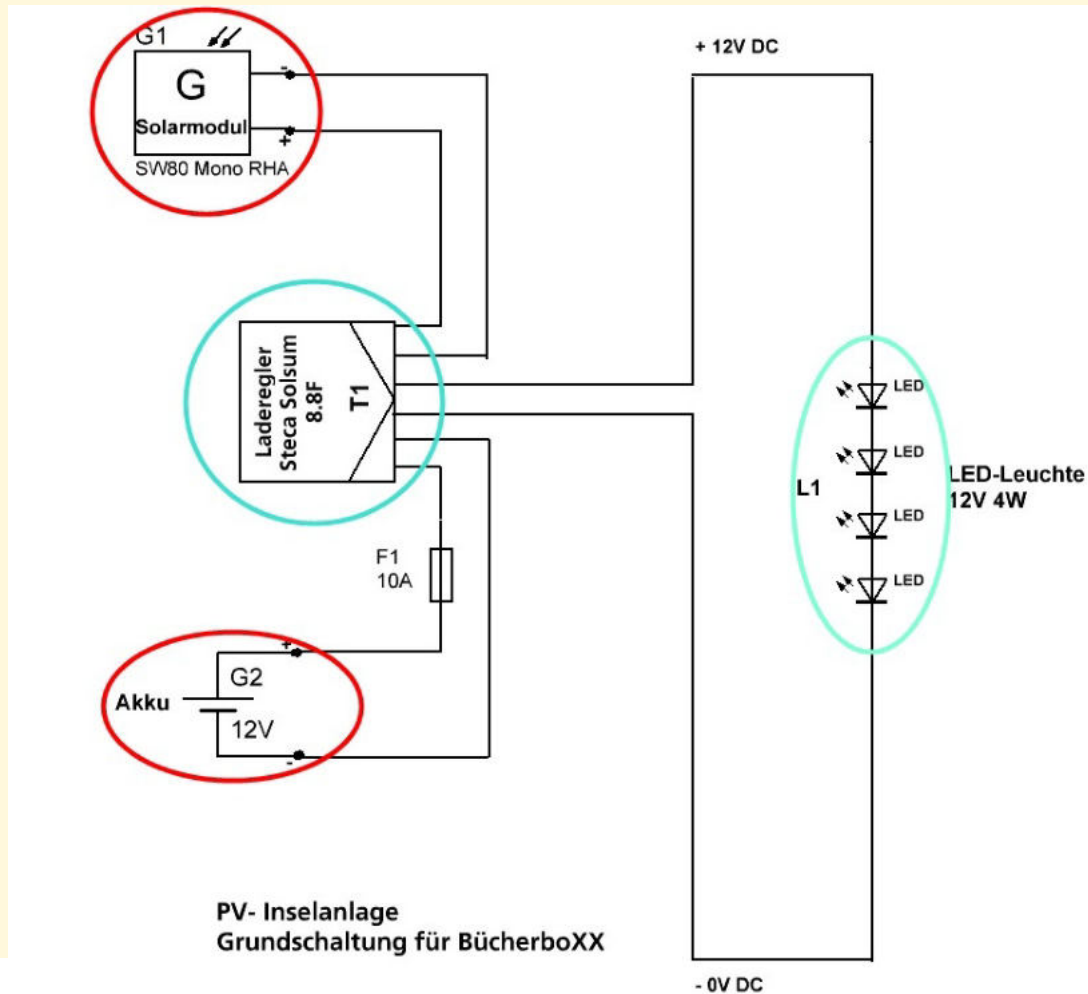 G1
G
Solarmodul
SW80 Mono RHA
-
+
+ 12V DC
Laderegler
Steca Solsum
8.8F
T1
LED
LED
LED
LED
L1
LED-Leuchte
12V 4W
F1
10A
+
G2
Akku
12V
-
PV- Inselanlage
Grundschaltung für BücherboXX
- 0V DC